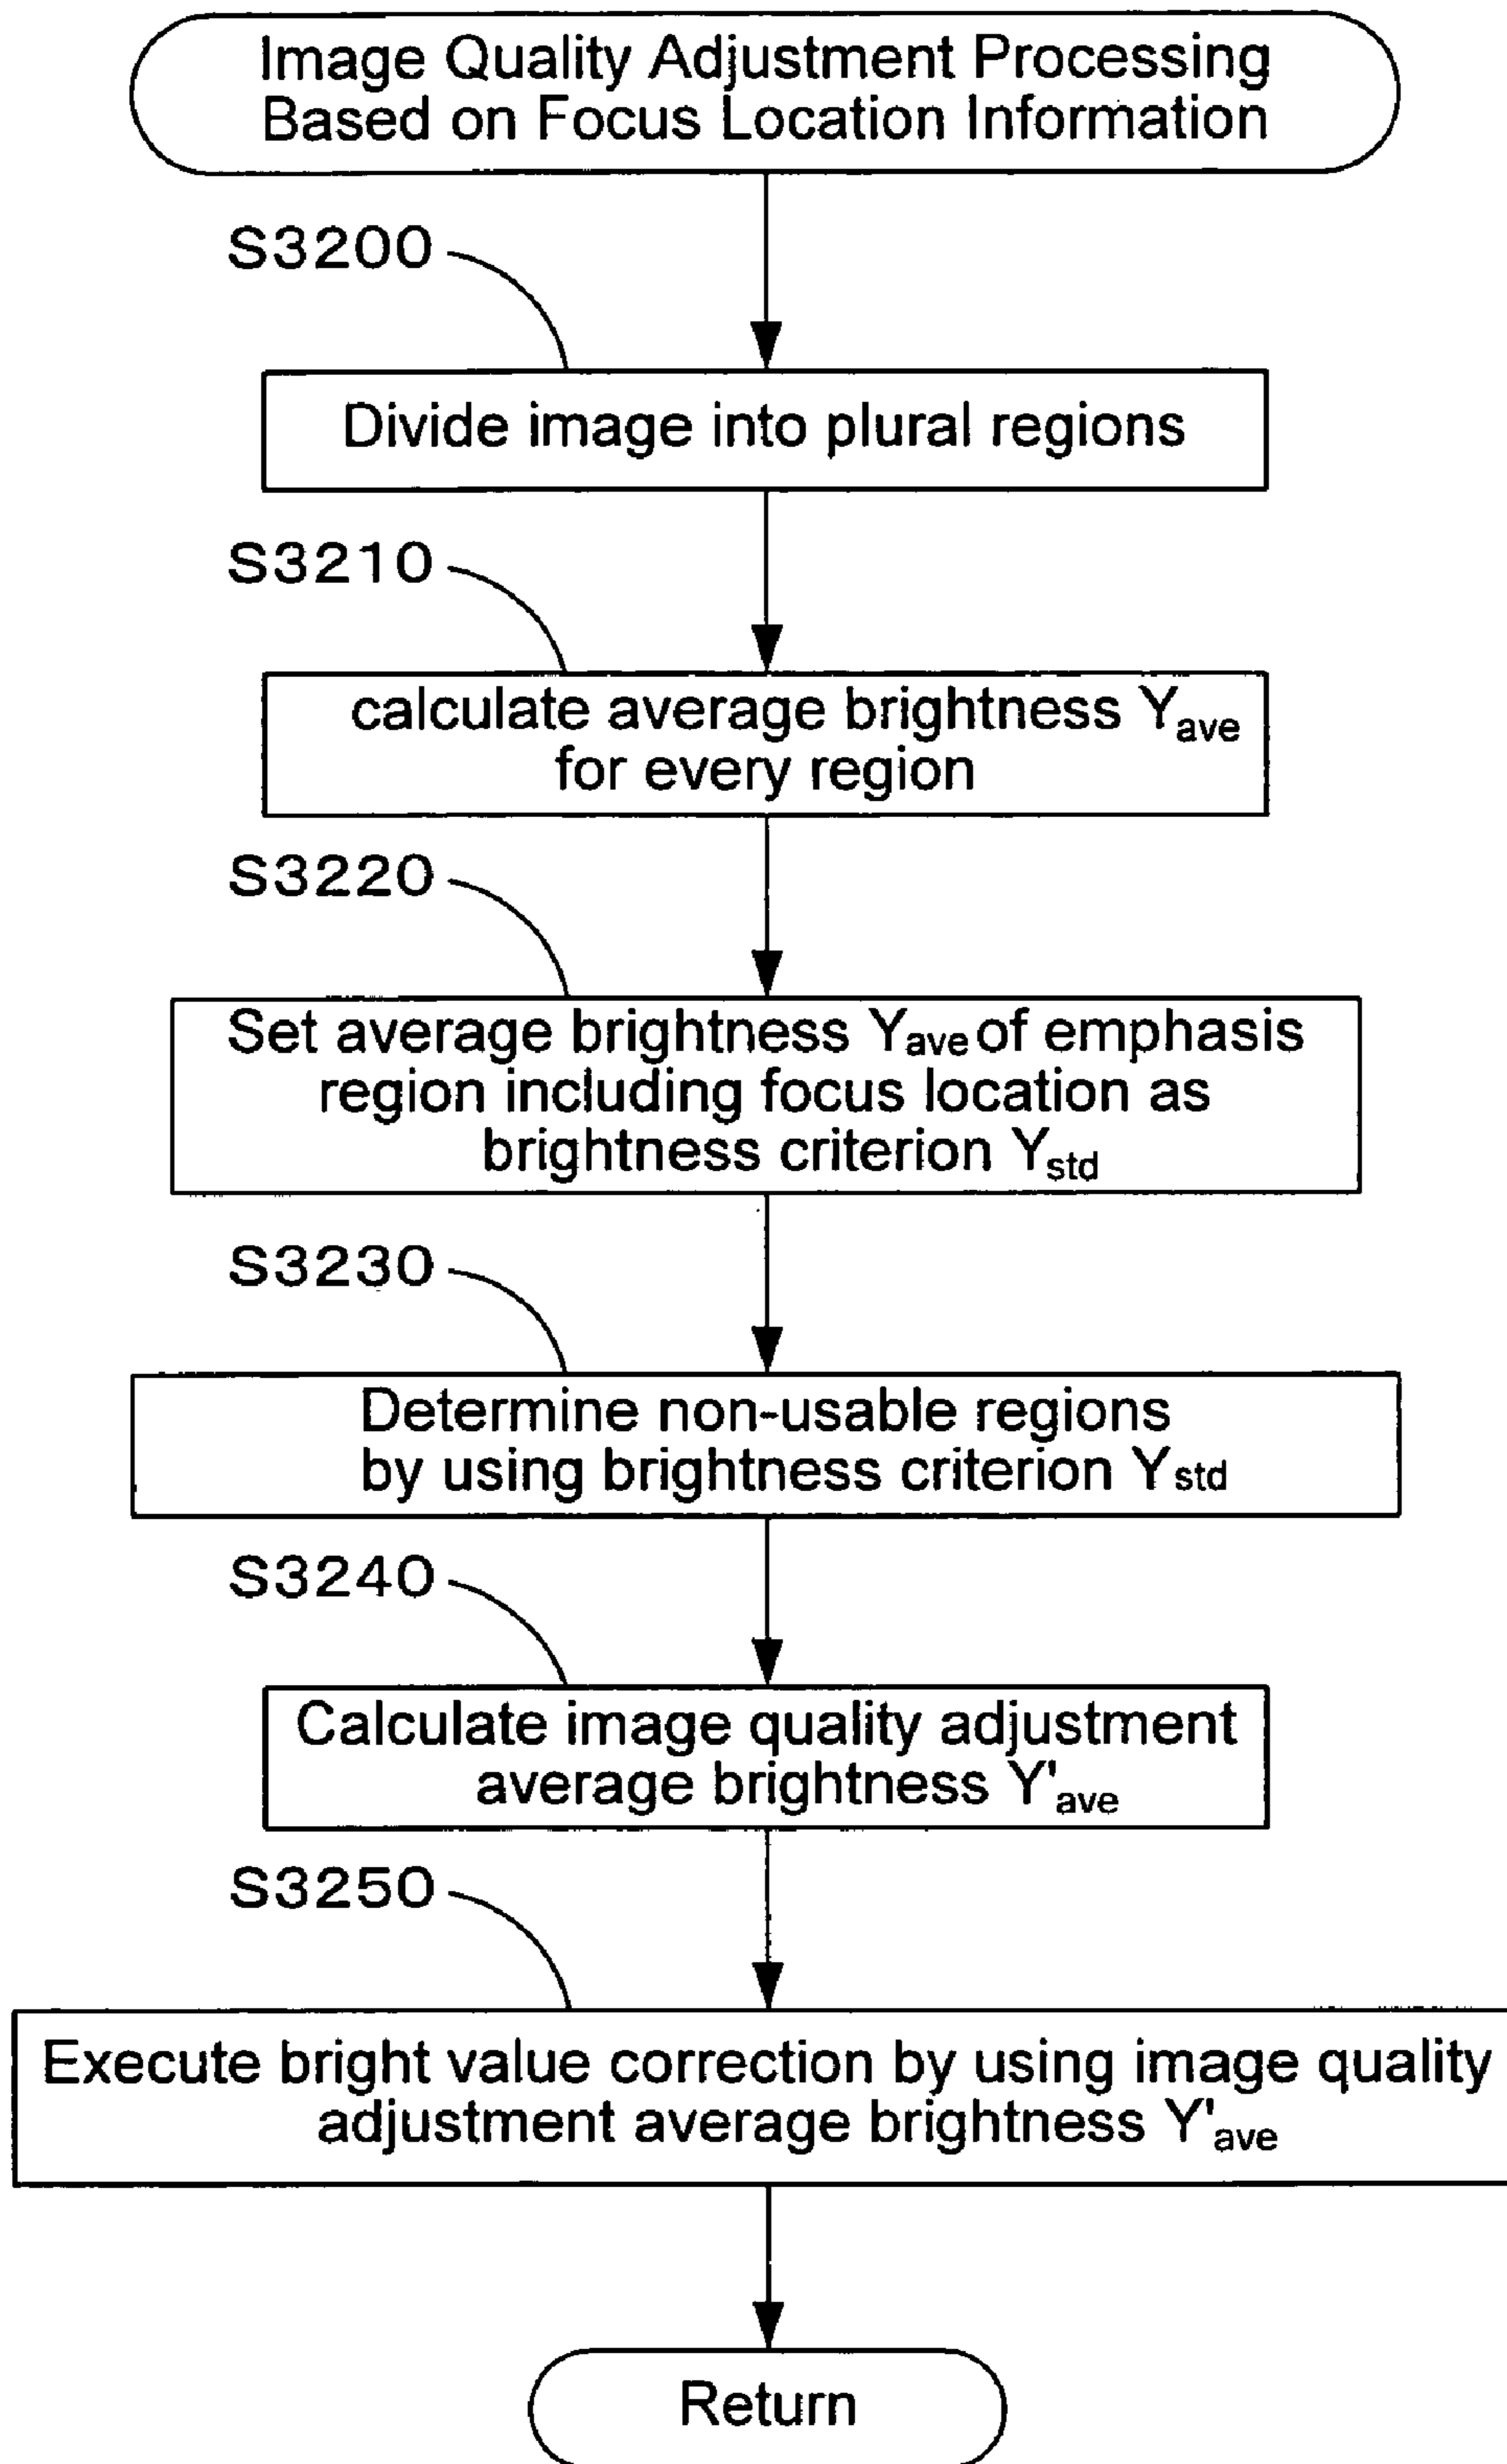 Image Quality Adjustment Processing
Based on Focus Location Information
S3200
Divide image into plural regions
S3210
calculate average brightness Yave
for every region
S3220
Set average brightness Yave of emphasis
region including focus location as
brightness criterion Ystd
S3230
Determine non-usable regions
by using brightness criterion Ystd
S3240
Calculate image quality adjustment
average brightness Y'ave
S3250
Execute bright value correction by using image quality
adjustment average brightness Y'ave
Return